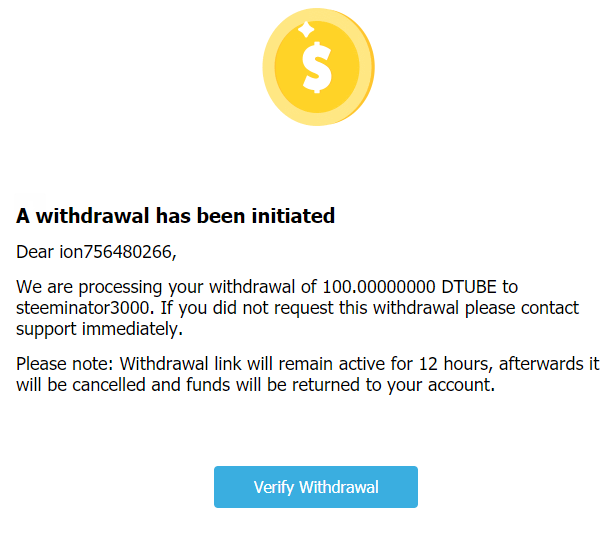 $
A withdrawal has been initiated
Dear ion756480266,
We are processing your withdrawal of 100.00000000 DTUBE to
steeminator3000. If you did not request this withdrawal please contact
support immediately.
Please note: Withdrawal link will remain active for 12 hours, afterwards it
will be cancelled and funds will be returned to your account.
Verify Withdrawal